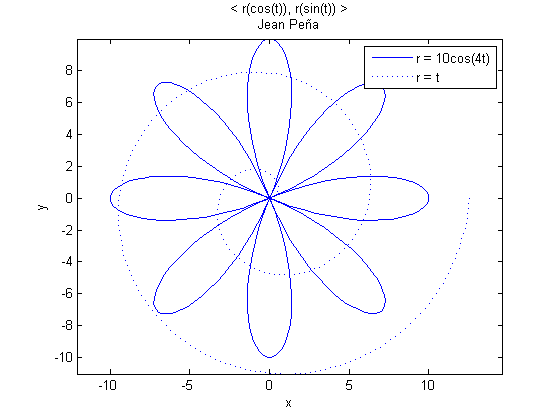 < r(cos(t)), r(sin(t)) >
Jean Peña
r = 10cos(4t)
r = t
8
6
4
2
0
-2
-4
-6
-8
-10
y
-10 -5 0 5 10
x